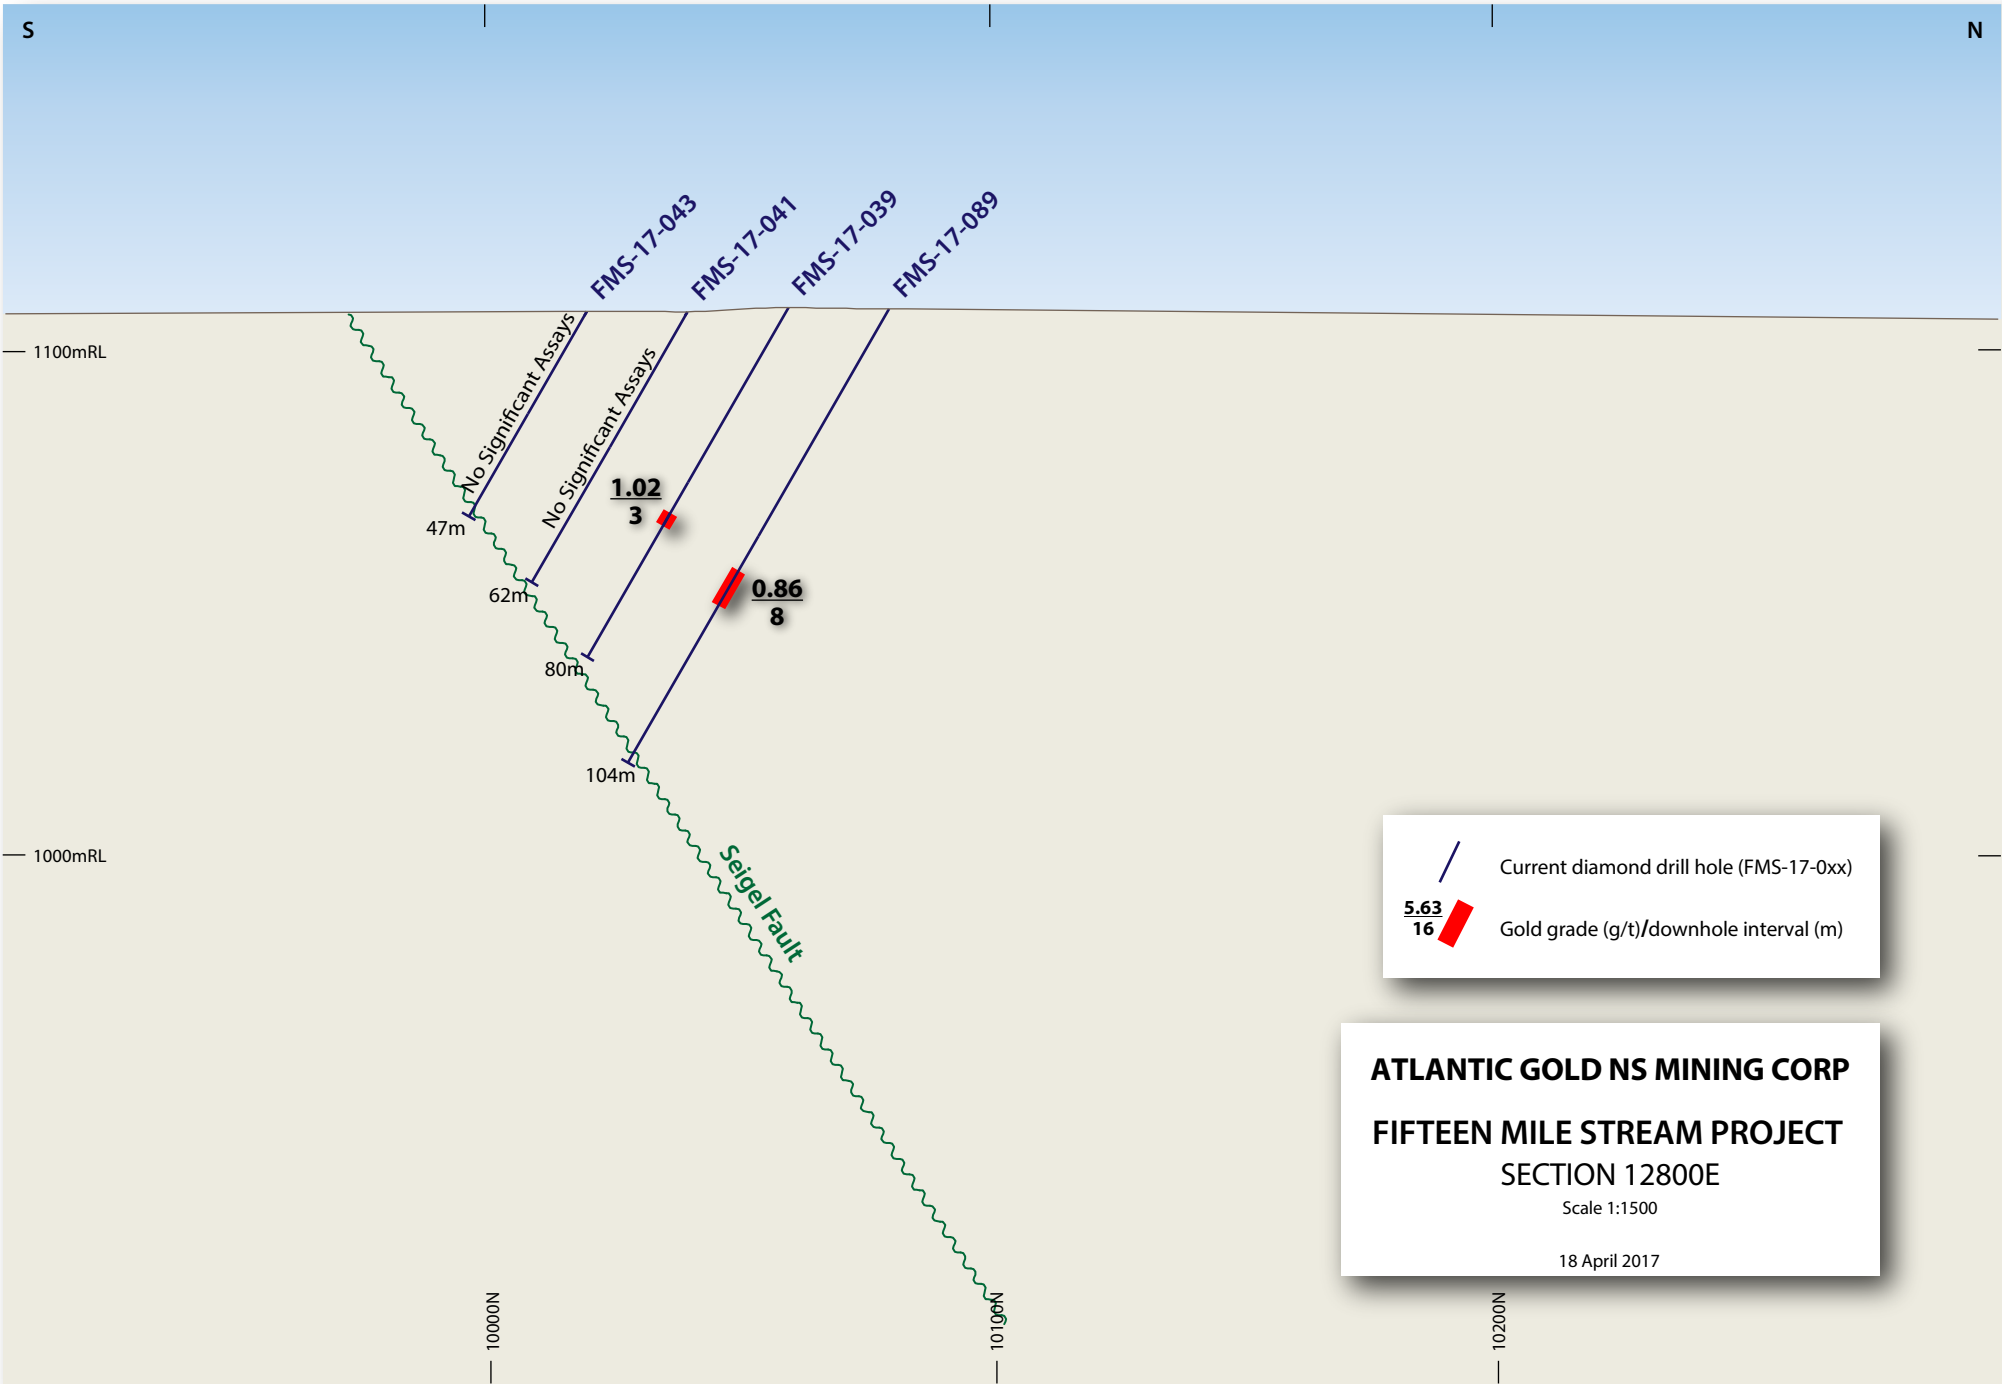 S
N
FMS-17-043
FMS-17-041
FMS-17-039
FMS-17-089
1100mRL
No Significant Assays
No Significant Assays
1.02
3
47m
0.86
8
62m
80m
104m
1000mRL
Seigel Fault
Current diamond drill hole (FMS-17-0xx)
5.63
16
Gold grade (g/t)/downhole interval (m)
ATLANTIC GOLD NS MINING CORP
FIFTEEN MILE STREAM PROJECT
SECTION 12800E
Scale 1:1500
18 April 2017
10000N
10100N
10200N